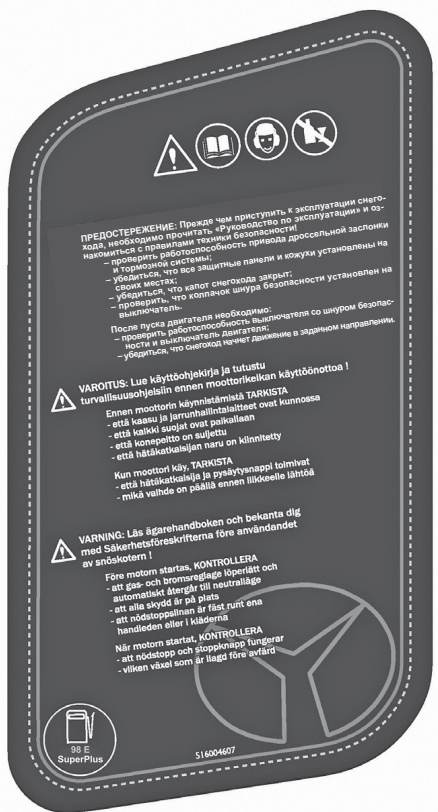 ПРЕДОСТЕРЕЖЕНИЕ: Прежде чем приступить к эксплуатации снего-
хода, необходимо прочитать «Руководство по эксплуатации» и оз-
накомиться с правилами техники безопасности!
– проверить работоспособность привода дроссельной заслонки
и тормозной системы;
– убедиться, что все защитные панели и кожухи установлены на
своих местах;
– убедиться, что капот снегохода закрыт;
– проверить, что колпачок шнура безопасности установлен на
выключатель.
После пуска двигателя необходимо:
– проверить работоспособность выключателя со шнуром безопас-
ности и выключатель двигателя;
– убедиться, что снегоход начнет движение в заданном направлении.
VAROITUS: Lue käyttöohjekirja ja tutustu
turvallisuusohjeisiin ennen moottorikelkan käyttöönottoa !
Ennen moottorin käynnistämistä TARKISTA
- että kaasu ja jarrunhallintalaitteet ovat kunnossa
- että kaikki suojat ovat paikallaan
- että konepeitto on suljettu
- että hätäkatkaisijan naru on kiinnitetty
Kun moottori käy, TARKISTA
- että hätäkatkaisija ja pysäytysnappi toimivat
- mikä vaihde on päällä ennen liikkeelle lähtöä
VARNING: Läs ägarehandboken och bekanta dig
med Säkerhetsföreskrifterna före användandet
av snöskotern !
Före motorn startas, KONTROLLERA
- att gas- och bromsreglage löperlätt och
automatiskt återgår till neutralläge
- att alla skydd är på plats
- att nödstoppslinan är fäst runt ena
handleden eller i kläderna
När motorn startat, KONTROLLERA
- att nödstopp och stoppknapp fungerar
- vilken växel som är ilagd före avfärd
98 E
SuperPlus
516004607